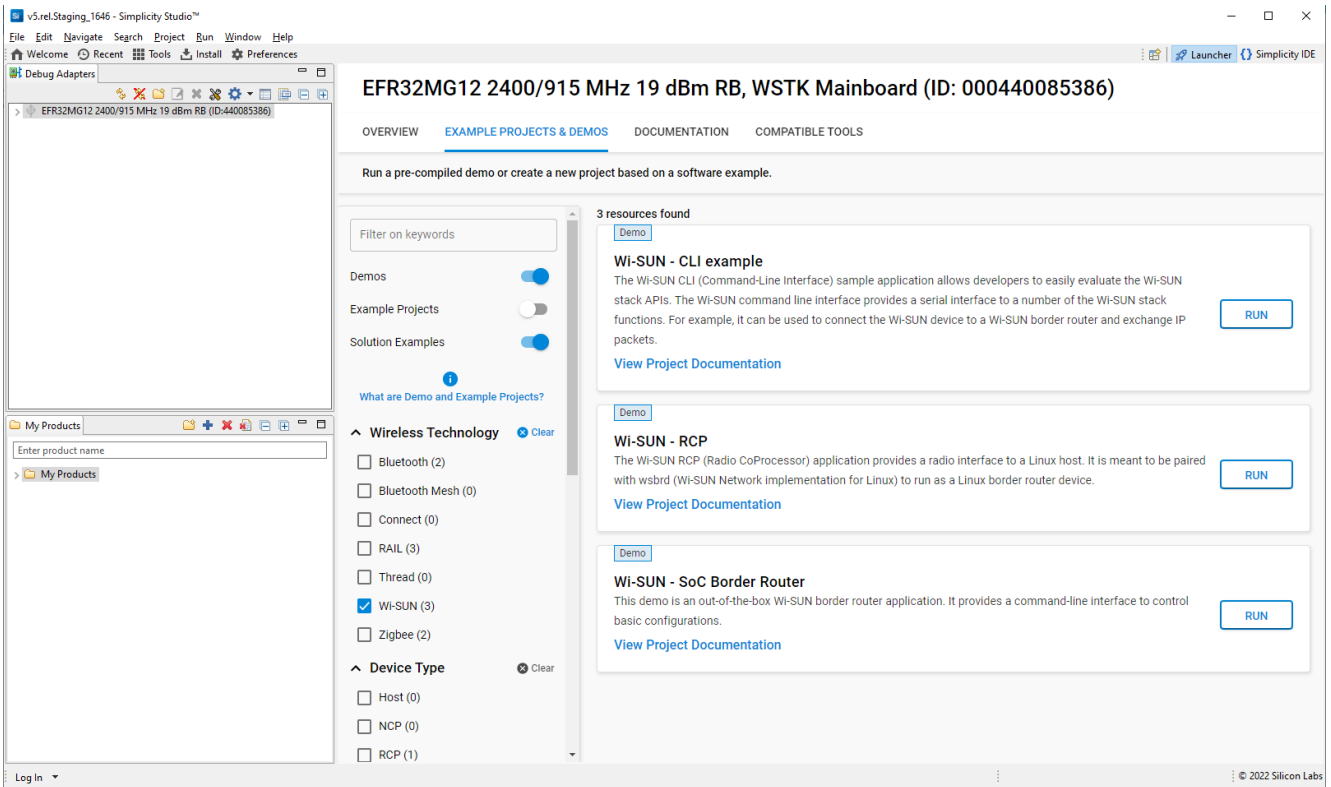 v5.rel.Staging_1646 - Simplicity Studio™
File Edit Navigate Search Project Run Window Help
Welcome Recent Tools Install Preferences
Launcher Simplicity IDE
Debug Adapters
EFR32MG12 2400/915 MHz 19 dBm RB (ID:440085386)
My Products
Enter product name
My Products
EFR32MG12 2400/915 MHz 19 dBm RB, WSTK Mainboard (ID: 000440085386)
OVERVIEW EXAMPLE PROJECTS & DEMOS DOCUMENTATION COMPATIBLE TOOLS
Run a pre-compiled demo or create a new project based on a software example.
Filter on keywords
Demos
Example Projects
Solution Examples
What are Demo and Example Projects?
Wireless Technology Clear
Bluetooth (2)
Bluetooth Mesh (0)
Connect (0)
RAIL (3)
Thread (0)
Wi-SUN (3)
Zigbee (2)
Device Type Clear
Host (0)
NCP (0)
RCP (1)
3 resources found
Demo
Wi-SUN - CLI example
The Wi-SUN CLI (Command-Line Interface) sample application allows developers to easily evaluate the Wi-SUN
stack APIs. The Wi-SUN command line interface provides a serial interface to a number of the Wi-SUN stack
functions. For example, it can be used to connect the Wi-SUN device to a Wi-SUN border router and exchange IP
packets.
View Project Documentation
RUN
Demo
Wi-SUN - RCP
The Wi-SUN RCP (Radio CoProcessor) application provides a radio interface to a Linux host. It is meant to be paired
with wsbrd (Wi-SUN Network implementation for Linux) to run as a Linux border router device.
View Project Documentation
RUN
Demo
Wi-SUN - SoC Border Router
This demo is an out-of-the-box Wi-SUN border router application. It provides a command-line interface to control
basic configurations.
View Project Documentation
RUN
Log In
© 2022 Silicon Labs